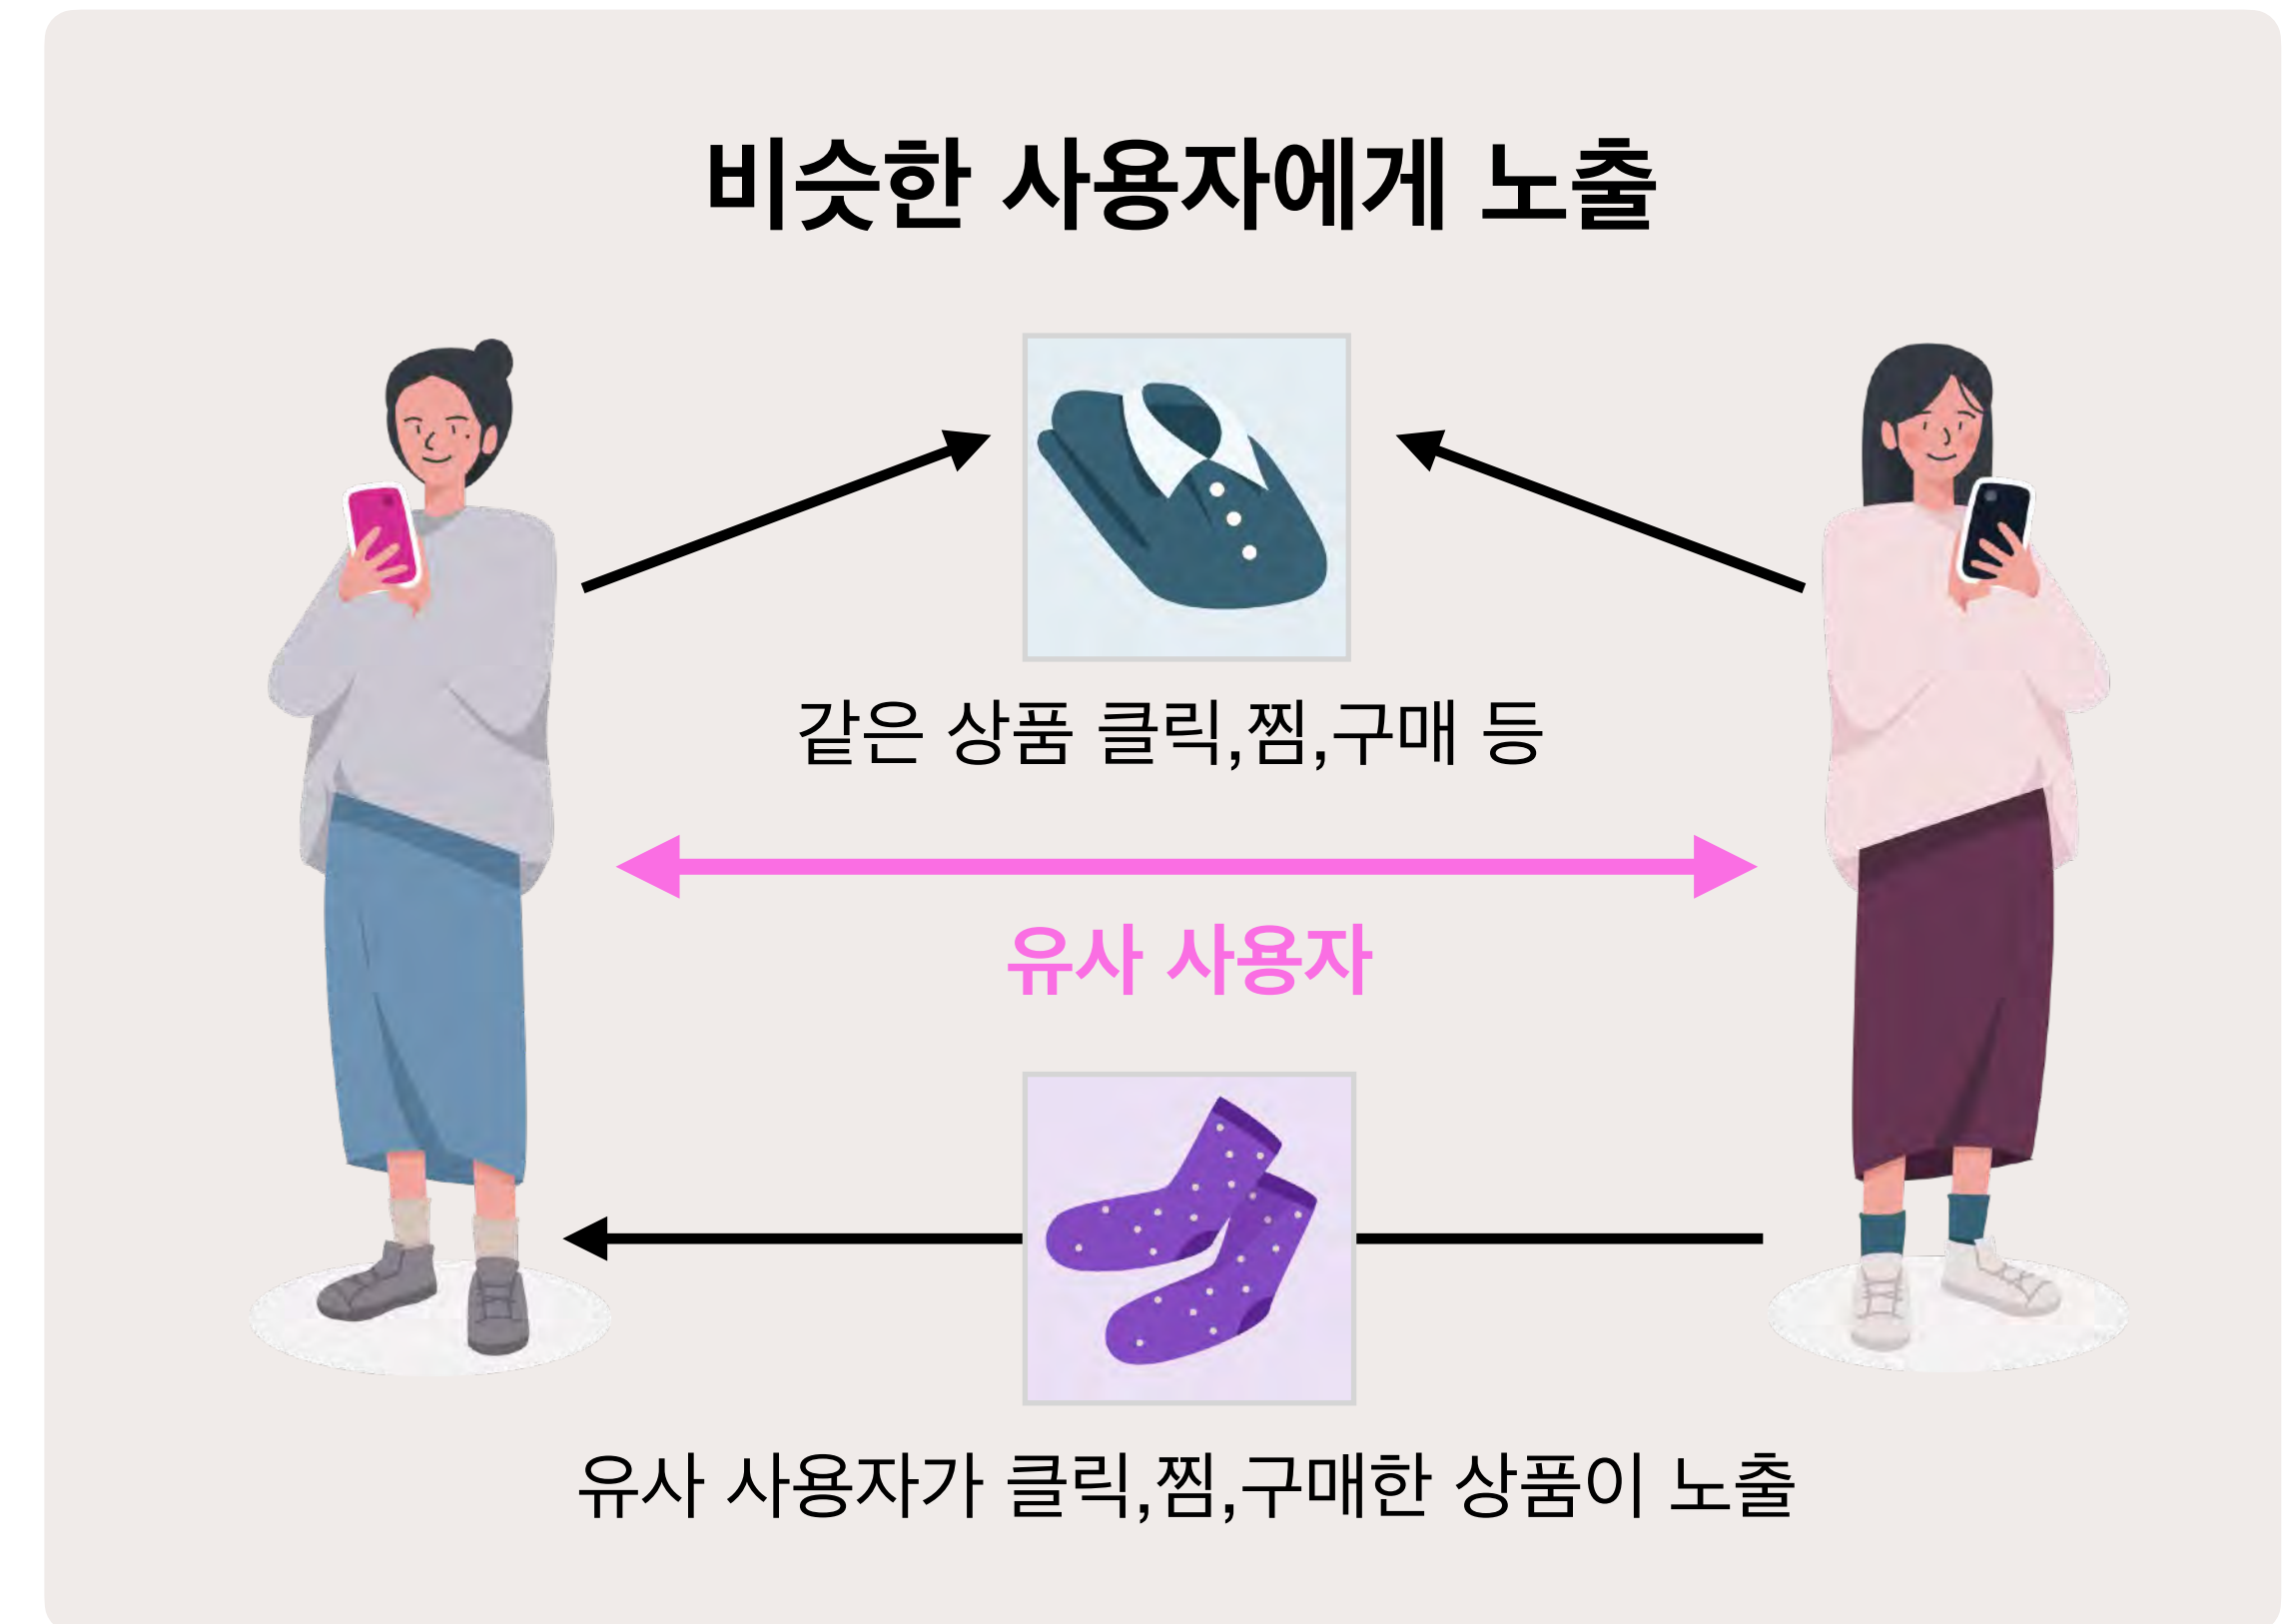 비슷한 사용자에게 노출
같은 상품 클릭,찜,구매 등
유사 사용자
유사 사용자가 클릭,찜,구매한 상품이 노출